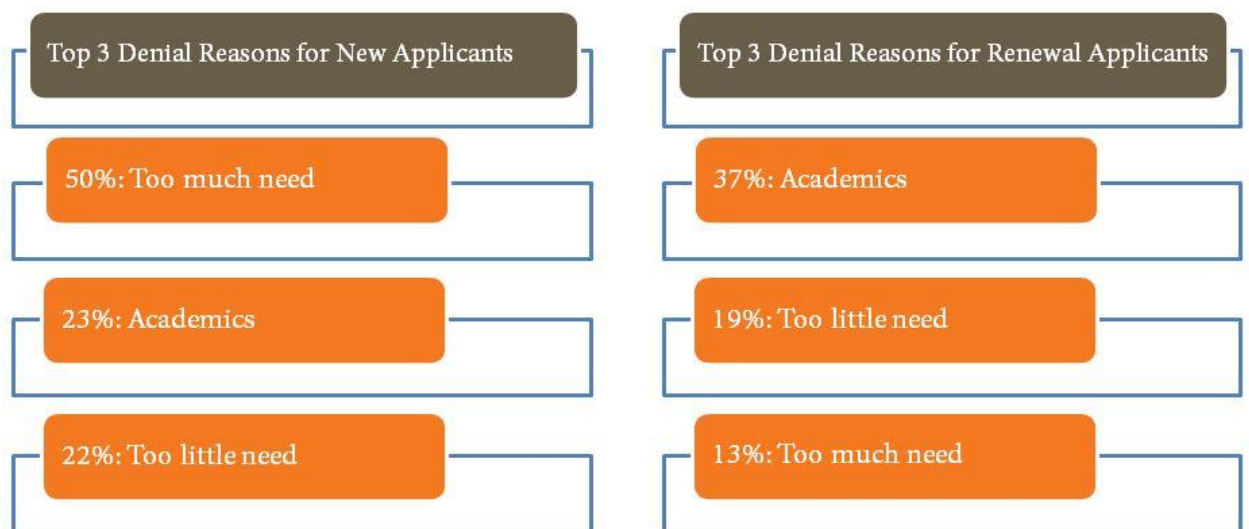 Top 3 Denial Reasons for New Applicants
50%: Too much need
23%: Academics
22%: Too little need
Top 3 Denial Reasons for Renewal Applicants
37%: Academics
19%: Too little need
13%: Too much need